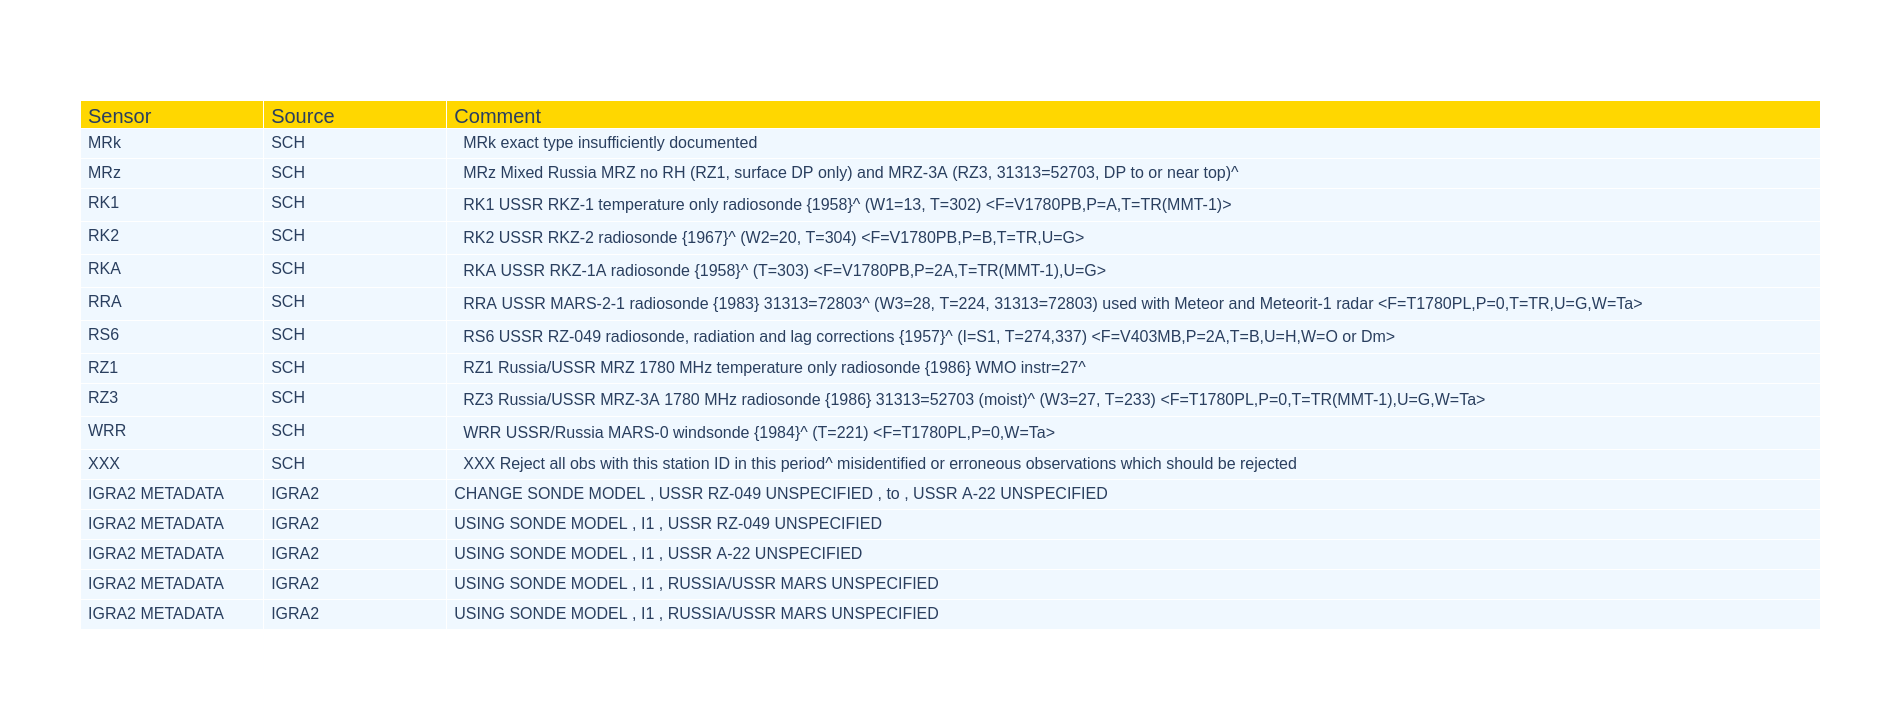 Sensor Source Comment
MRk SCH MRk exact type insufficiently documented
MRz SCH MRz Mixed Russia MRZ no RH (RZ1, surface DP only) and MRZ-3A (RZ3, 31313=52703, DP to or near top)^
RK1 SCH RK1 USSR RKZ-1 temperature only radiosonde {1958}^ (W1=13, T=302) <F=V1780PB,P=A,T=TR(MMT-1)>
RK2 SCH RK2 USSR RKZ-2 radiosonde {1967}^ (W2=20, T=304) <F=V1780PB,P=B,T=TR,U=G>
RKA SCH RKA USSR RKZ-1A radiosonde {1958}^ (T=303) <F=V1780PB,P=2A,T=TR(MMT-1),U=G>
RRA SCH RRA USSR MARS-2-1 radiosonde {1983} 31313=72803^ (W3=28, T=224, 31313=72803) used with Meteor and Meteorit-1 radar <F=T1780PL,P=0,T=TR,U=G,W=Ta>
RS6 SCH RS6 USSR RZ-049 radiosonde, radiation and lag corrections {1957}^ (I=S1, T=274,337) <F=V403MB,P=2A,T=B,U=H,W=O or Dm>
RZ1 SCH RZ1 Russia/USSR MRZ 1780 MHz temperature only radiosonde {1986} WMO instr=27^
RZ3 SCH RZ3 Russia/USSR MRZ-3A 1780 MHz radiosonde {1986} 31313=52703 (moist)^ (W3=27, T=233) <F=T1780PL,P=0,T=TR(MMT-1),U=G,W=Ta>
WRR SCH WRR USSR/Russia MARS-0 windsonde {1984}^ (T=221) <F=T1780PL,P=0,W=Ta>
XXX SCH XXX Reject all obs with this station ID in this period^ misidentified or erroneous observations which should be rejected
IGRA2 METADATA IGRA2 CHANGE SONDE MODEL , USSR RZ-049 UNSPECIFIED , to , USSR A-22 UNSPECIFIED
IGRA2 METADATA IGRA2 USING SONDE MODEL , I1 , USSR RZ-049 UNSPECIFIED
IGRA2 METADATA IGRA2 USING SONDE MODEL , I1 , USSR A-22 UNSPECIFIED
IGRA2 METADATA IGRA2 USING SONDE MODEL , I1 , RUSSIA/USSR MARS UNSPECIFIED
IGRA2 METADATA IGRA2 USING SONDE MODEL , I1 , RUSSIA/USSR MARS UNSPECIFIED